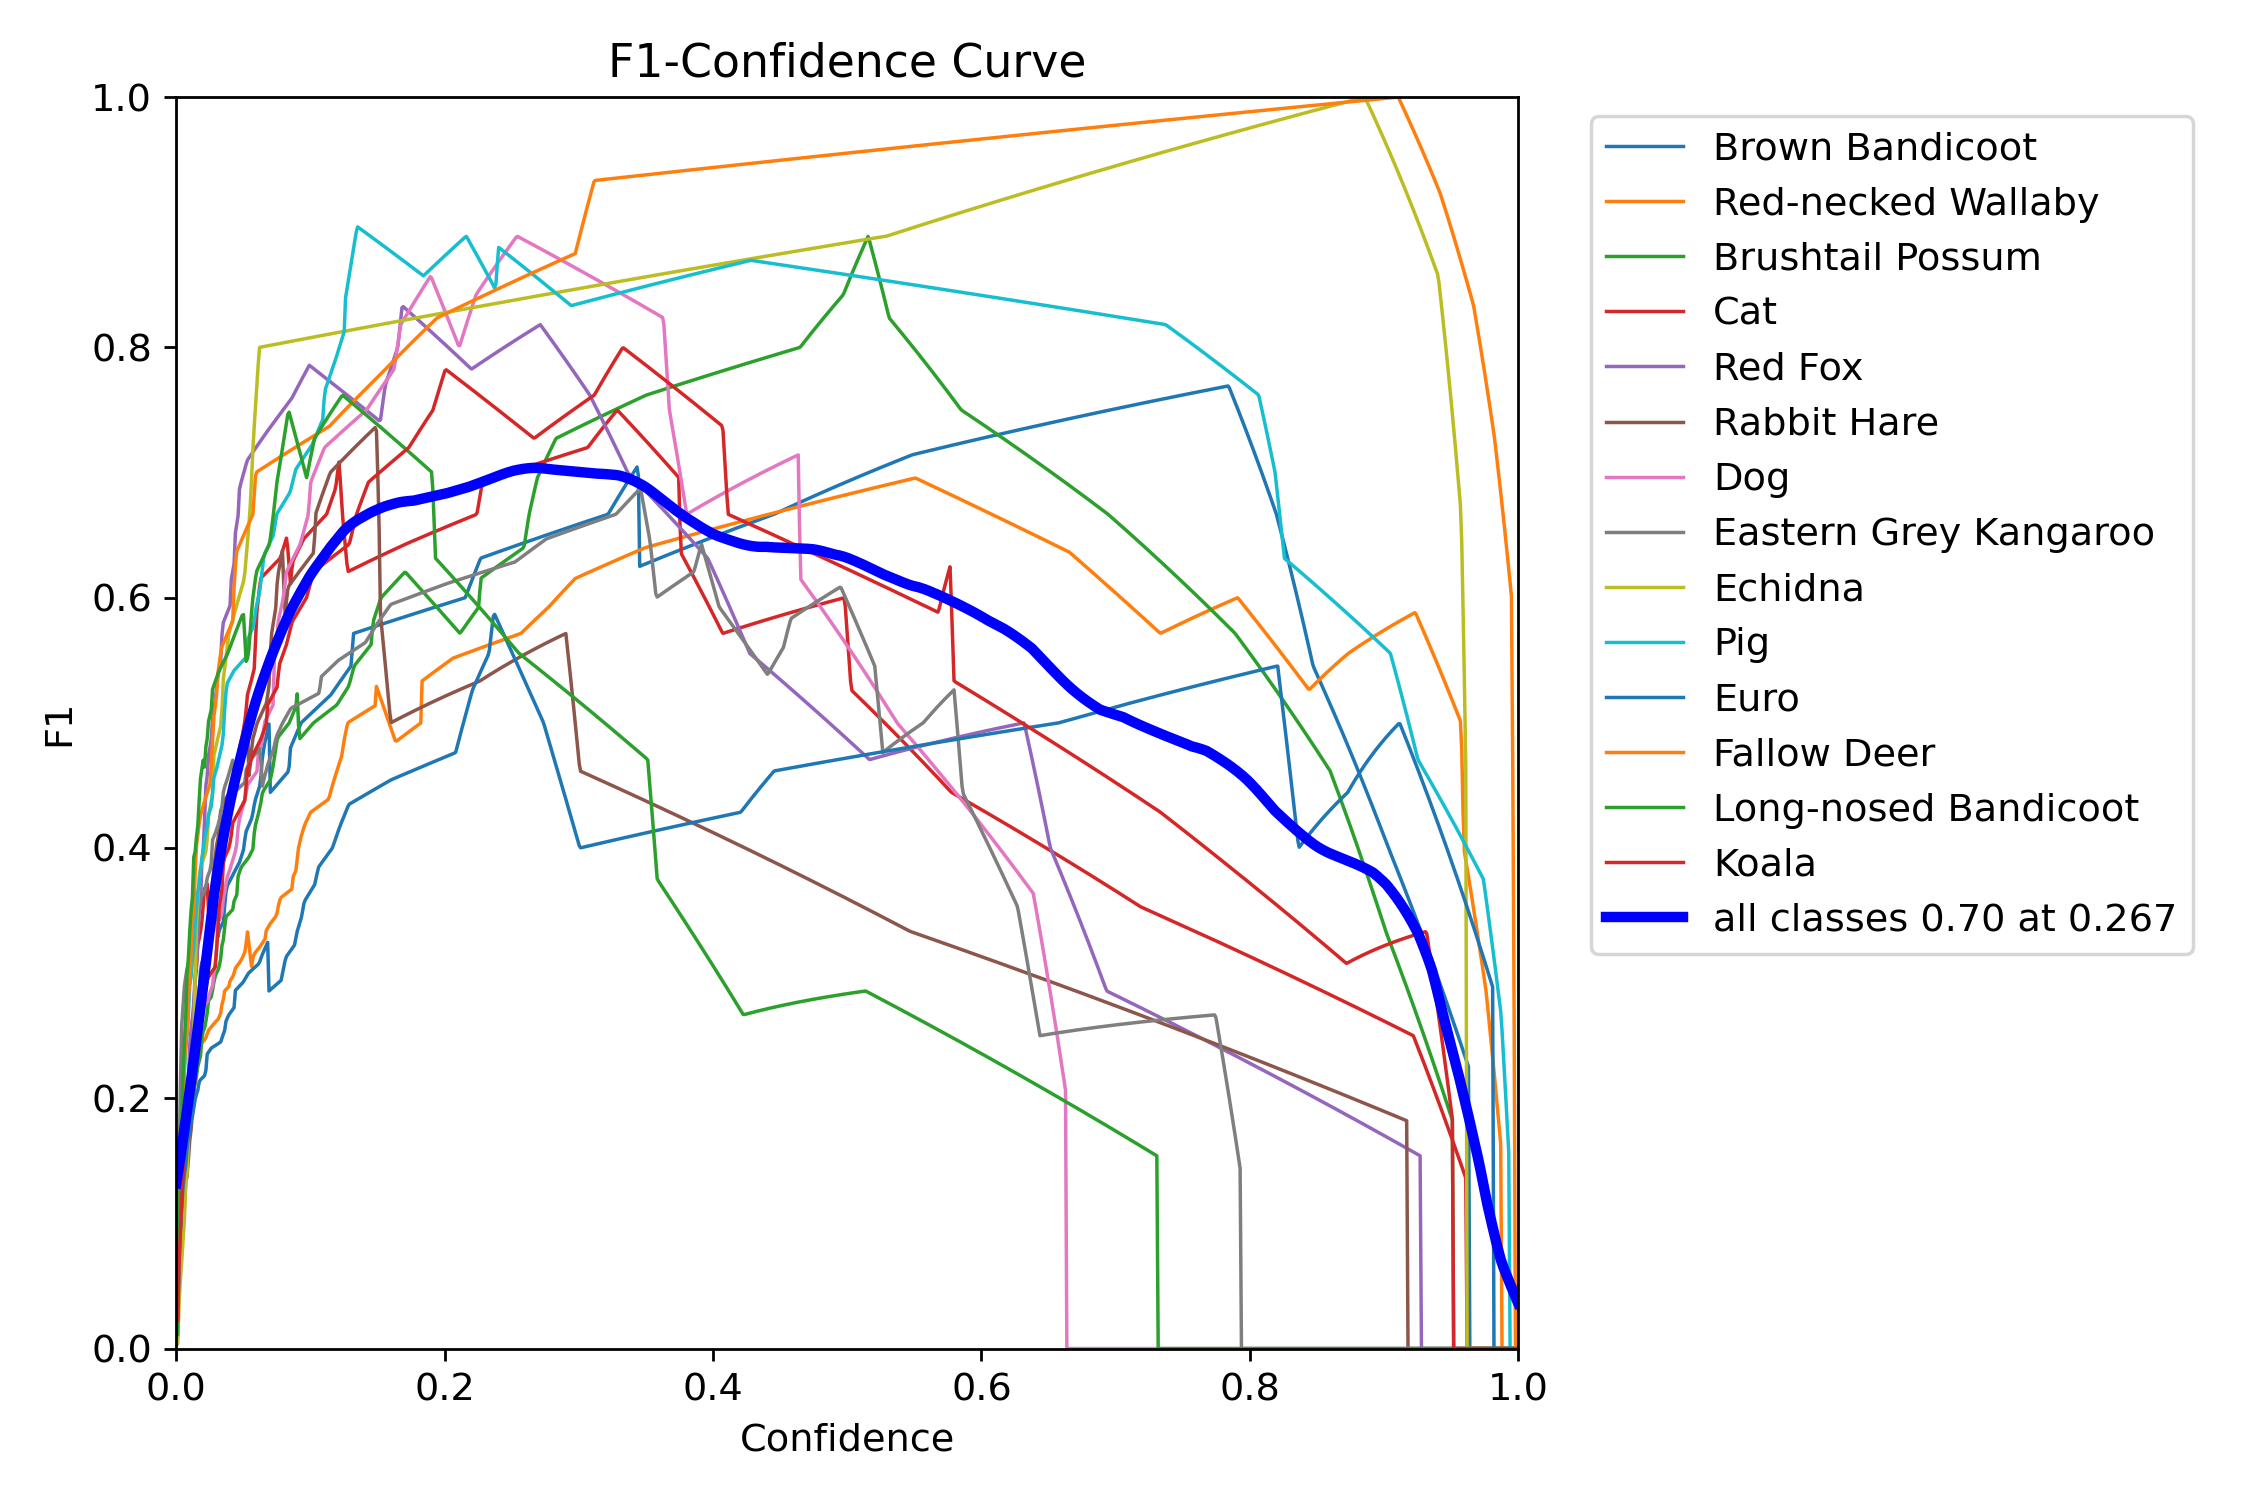 F1-Confidence Curve
1.0
0.8
0.6
0.4
0.2
0.0
F1
0.0 0.2 0.4 0.6 0.8 1.0
Confidence
Brown Bandicoot
Red-necked Wallaby
Brushtail Possum
Cat
Red Fox
Rabbit Hare
Dog
Eastern Grey Kangaroo
Echidna
Pig
Euro
Fallow Deer
Long-nosed Bandicoot
Koala
all classes 0.70 at 0.267